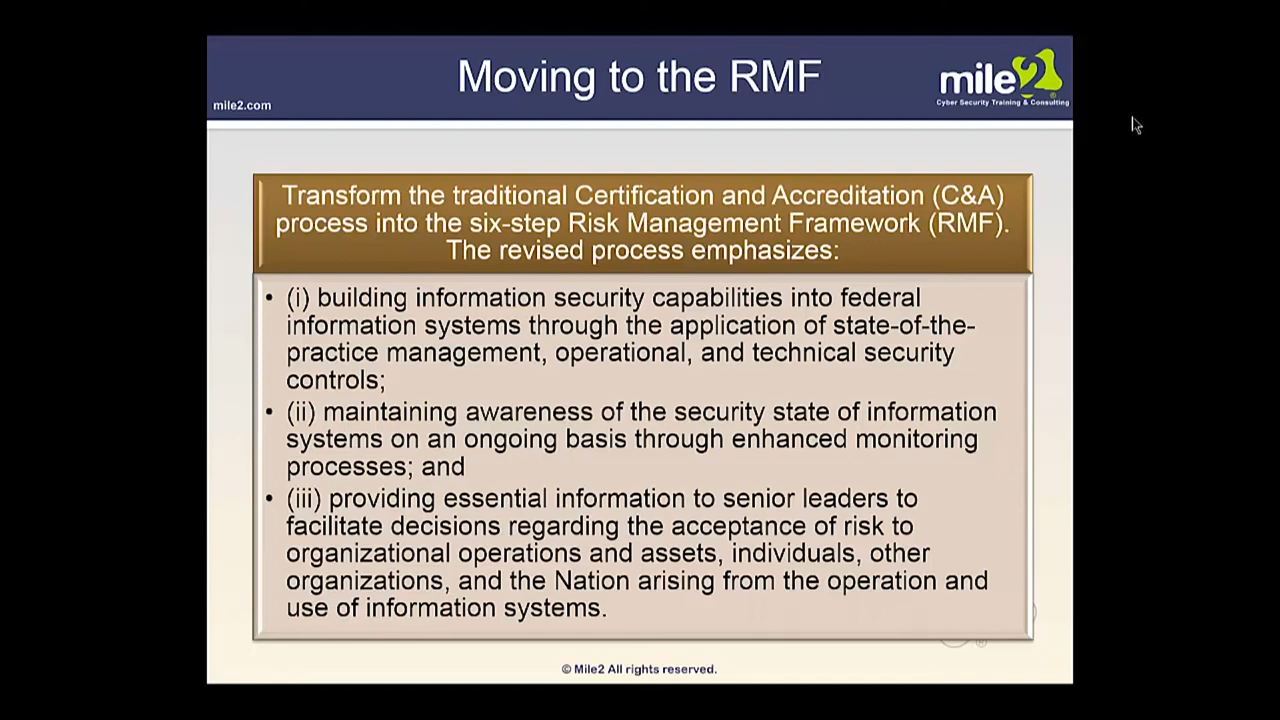 Moving to the RMF
mile2
mile2.com
Cyber Security Training & Consulting
Transform the traditional Certification and Accreditation (C&A)
process into the six-step Risk Management Framework (RMF).
The revised process emphasizes:
• (i) building information security capabilities into federal
information systems through the application of state-of-the-
practice management, operational, and technical security
controls;
• (ii) maintaining awareness of the security state of information
systems on an ongoing basis through enhanced monitoring
processes; and
• (iii) providing essential information to senior leaders to
facilitate decisions regarding the acceptance of risk to
organizational operations and assets, individuals, other
organizations, and the Nation arising from the operation and
use of information systems.
®
© Mile2 All rights reserved.